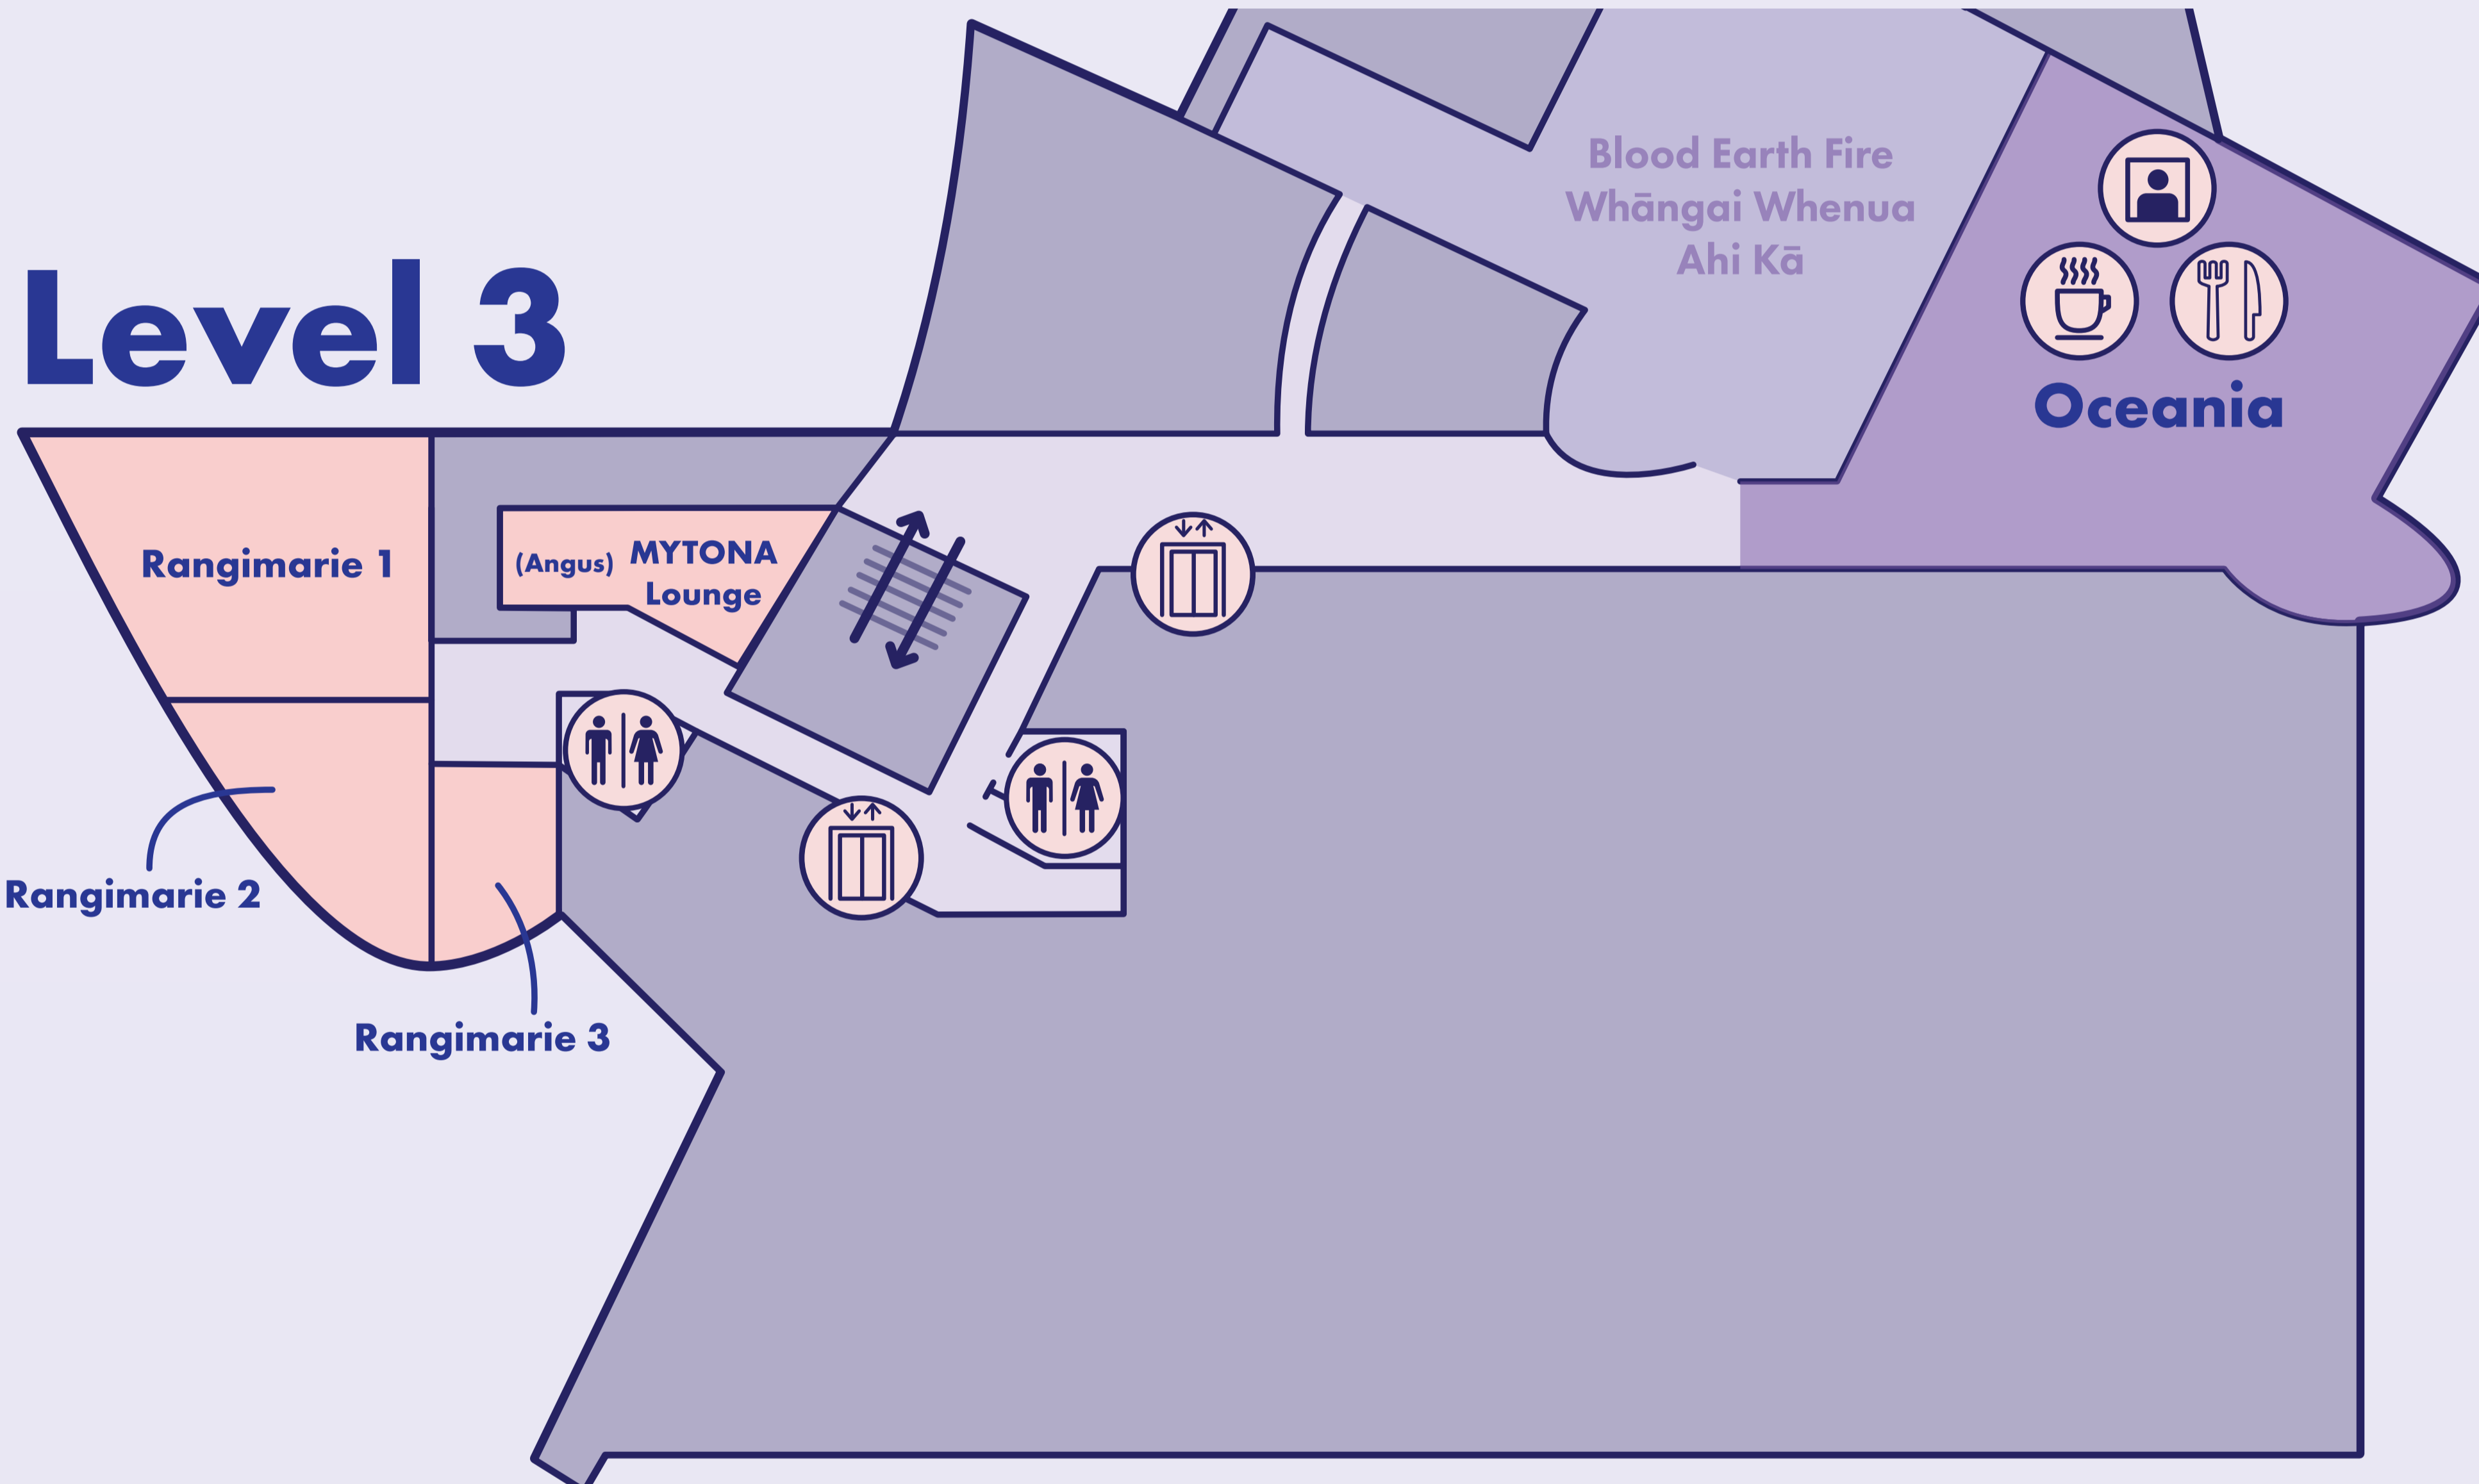 Level 3
Blood Earth Fire
Whāngai Whenua
Ahi Kā
Oceania
Rangimarie 1
(Angus)
MYTONA
Lounge
Rangimarie 2
Rangimarie 3